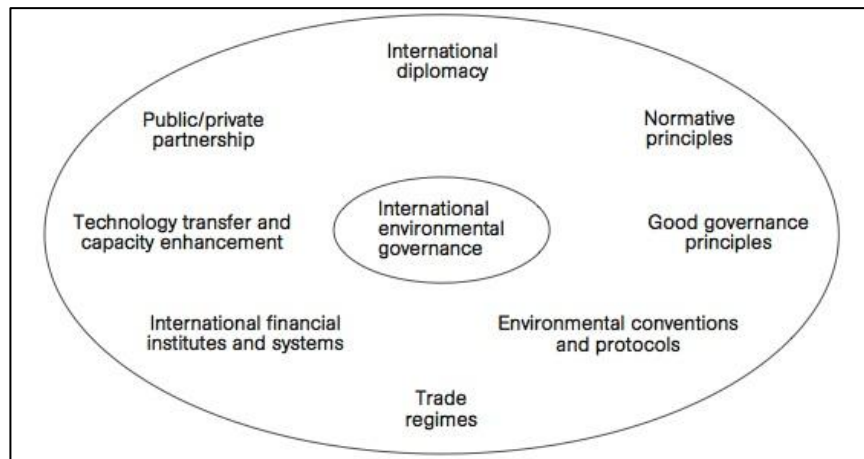 International
diplomacy
Public/private
partnership
Normative
principles
Technology transfer and
capacity enhancement
International
environmental
governance
Good governance
principles
International financial
institutes and systems
Environmental conventions
and protocols
Trade
regimes